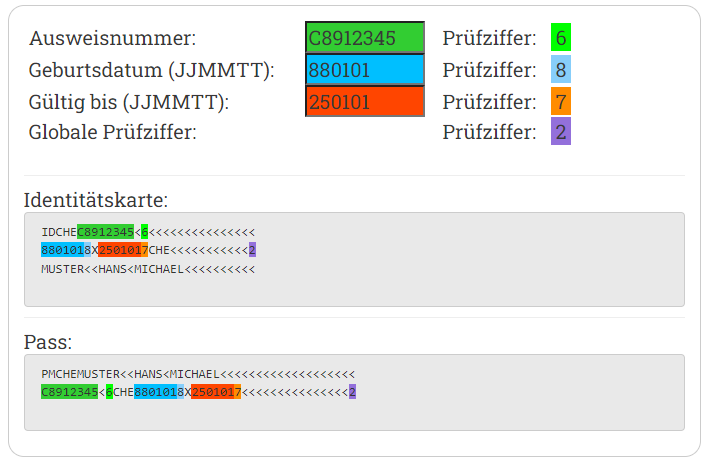 Ausweisnummer: C8912345 Prüfziffer: 6
Geburtsdatum (JJMMTT): 880101 Prüfziffer: 8
Gültig bis (JJMMTT): 250101 Prüfziffer: 7
Globale Prüfziffer: Prüfziffer: 2
Identitätskarte:
IDCHEC8912345<6<<<<<<<<<<<<<<<
8801018X2501017CHE<<<<<<<<<<<2
MUSTER<<HANS<MICHAEL<<<<<<<<<<
Pass:
PMCHEMUSTER<<HANS<MICHAEL<<<<<<<<<<<<<<<<<<<
C8912345<6CHE8801018X2501017<<<<<<<<<<<<<<<2